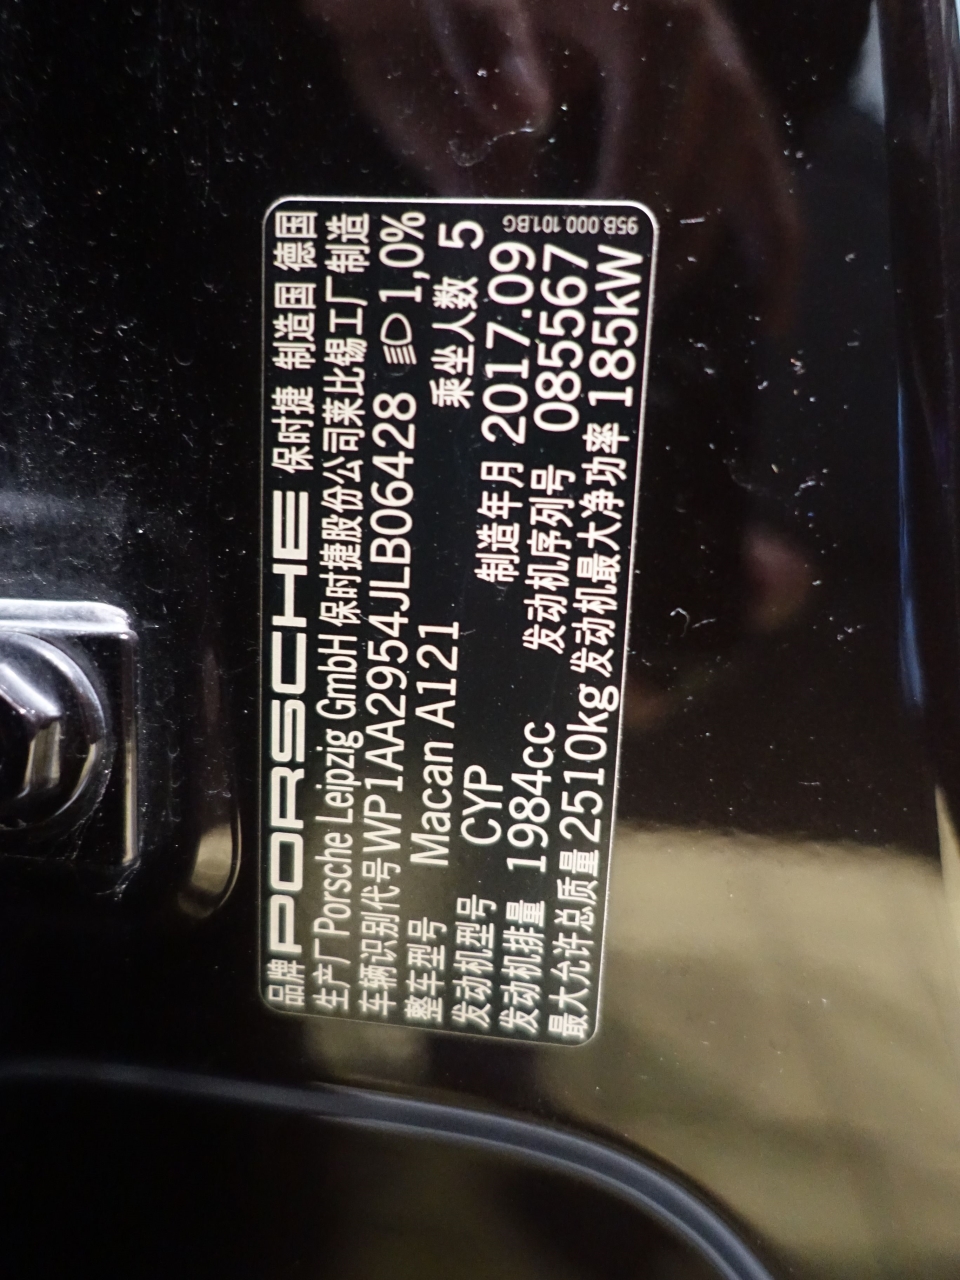 95B.000.101.BG
品牌 PORSCHE 保时捷 制造国 德国
生产厂 Porsche Leipzig GmbH 保时捷股份公司莱比锡工厂制造
车辆识别代号 WP1AA2954JLB06428 1,0%
整车型号 Macan A121 乘坐人数 5
发动机型号 CYP 制造年月 2017.09
发动机排量 1984cc 发动机序列号 085567
最大允许总质量 2510kg 发动机最大净功率 185kW